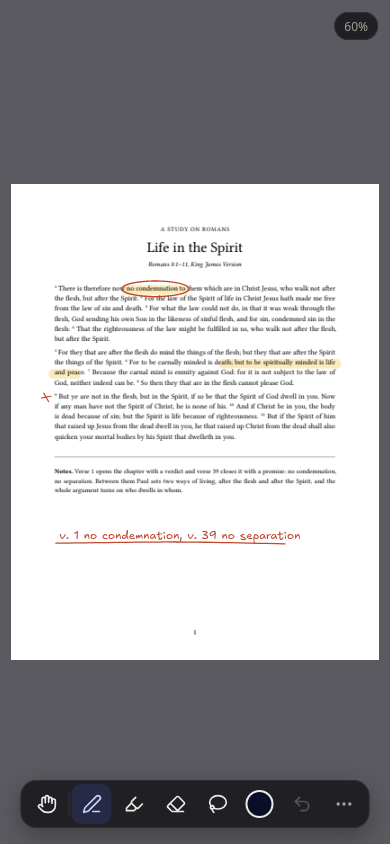 60%
A STUDY ON ROMANS
Life in the Spirit
Romans 8:1–11, King James Version
¹ There is therefore now no condemnation to them which are in Christ Jesus, who walk not after
the flesh, but after the Spirit. ² For the law of the Spirit of life in Christ Jesus hath made me free
from the law of sin and death. ³ For what the law could not do, in that it was weak through the
flesh, God sending his own Son in the likeness of sinful flesh, and for sin, condemned sin in the
flesh: ⁴ That the righteousness of the law might be fulfilled in us, who walk not after the flesh,
but after the Spirit.
⁵ For they that are after the flesh do mind the things of the flesh; but they that are after the Spirit
the things of the Spirit. ⁶ For to be carnally minded is death; but to be spiritually minded is life
and peace. ⁷ Because the carnal mind is enmity against God: for it is not subject to the law of
God, neither indeed can be. ⁸ So then they that are in the flesh cannot please God.
⁹ But ye are not in the flesh, but in the Spirit, if so be that the Spirit of God dwell in you. Now
if any man have not the Spirit of Christ, he is none of his. ¹⁰ And if Christ be in you, the body
is dead because of sin; but the Spirit is life because of righteousness. ¹¹ But if the Spirit of him
that raised up Jesus from the dead dwell in you, he that raised up Christ from the dead shall also
quicken your mortal bodies by his Spirit that dwelleth in you.
Notes. Verse 1 opens the chapter with a verdict and verse 39 closes it with a promise: no condemnation,
no separation. Between them Paul sets two ways of living, after the flesh and after the Spirit, and the
whole argument turns on who dwells in whom.
v. 1 no condemnation, v. 39 no separation
1